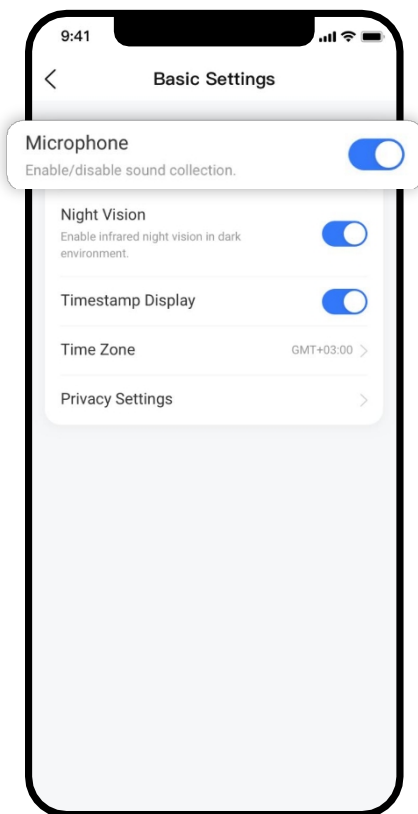 9:41
Basic Settings
Microphone
Enable/disable sound collection.
Night Vision
Enable infrared night vision in dark
environment.
Timestamp Display
Time Zone
GMT+03:00
Privacy Settings